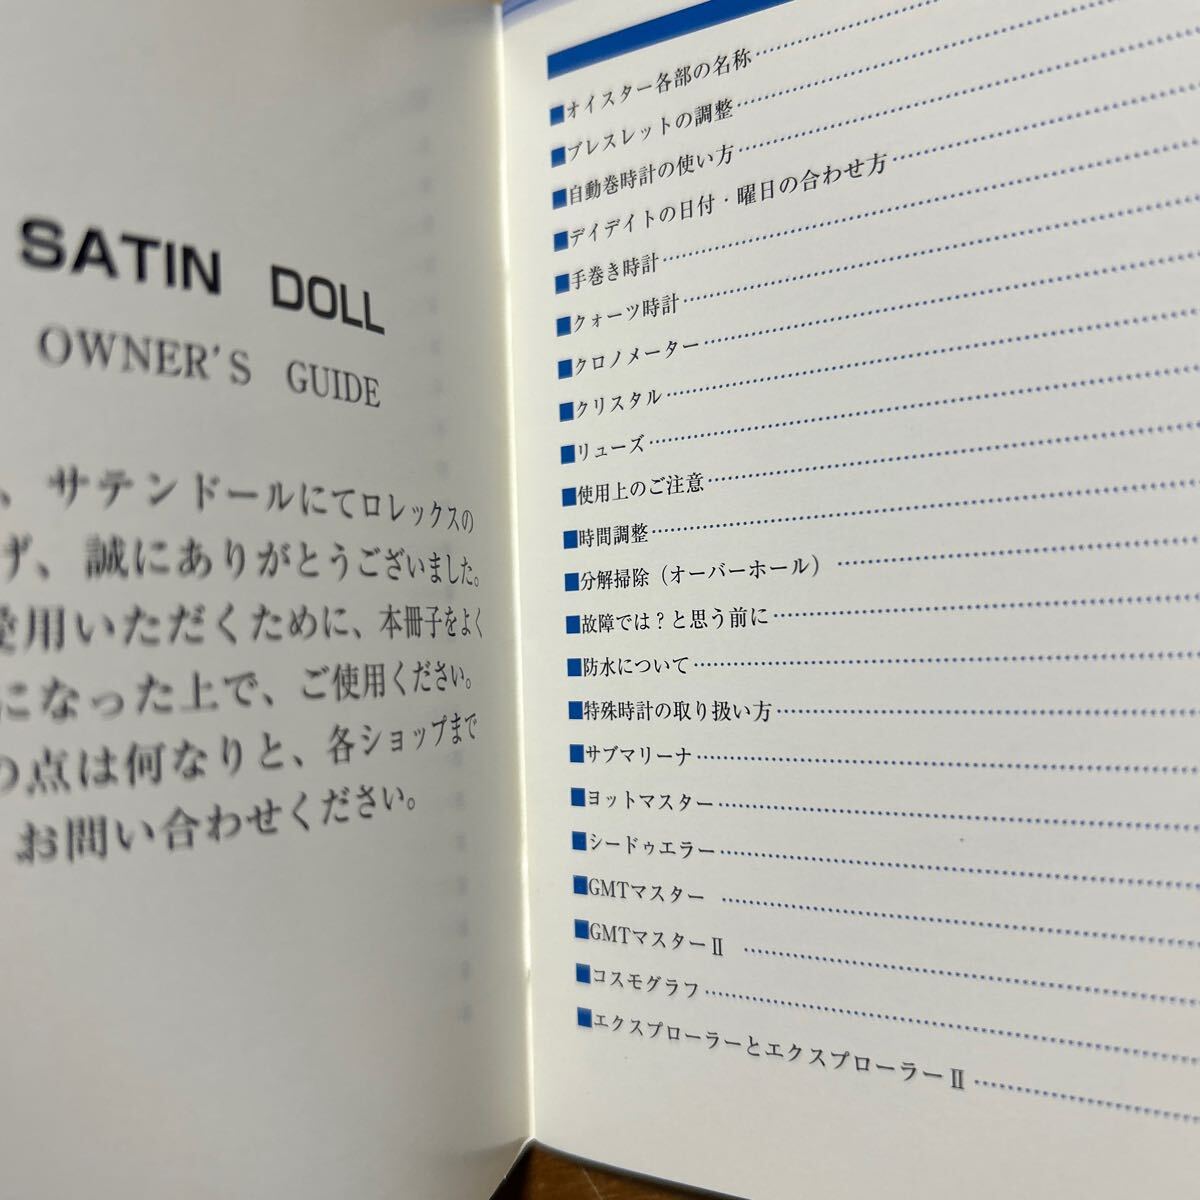 SATIN DOLL
OWNER'S GUIDE
、サテンドールにてロレックスの
ず、誠にありがとうございました。
愛用いただくために、本冊子をよく
になった上で、ご使用ください。
の点は何なりと、各ショップまで
お問い合わせください。
■オイスター各部の名称
■ブレスレットの調整
■自動巻時計の使い方
■デイデイトの日付・曜日の合わせ方
■手巻き時計
■クォーツ時計
■クロノメーター
■クリスタル
■リューズ
■使用上のご注意
■時間調整
■分解掃除（オーバーホール）
■故障では？と思う前に
■防水について
■特殊時計の取り扱い方
■サブマリーナ
■ヨットマスター
■シードゥエラー
■GMTマスター
■GMTマスターⅡ
■コスモグラフ
■エクスプローラーとエクスプローラーⅡ